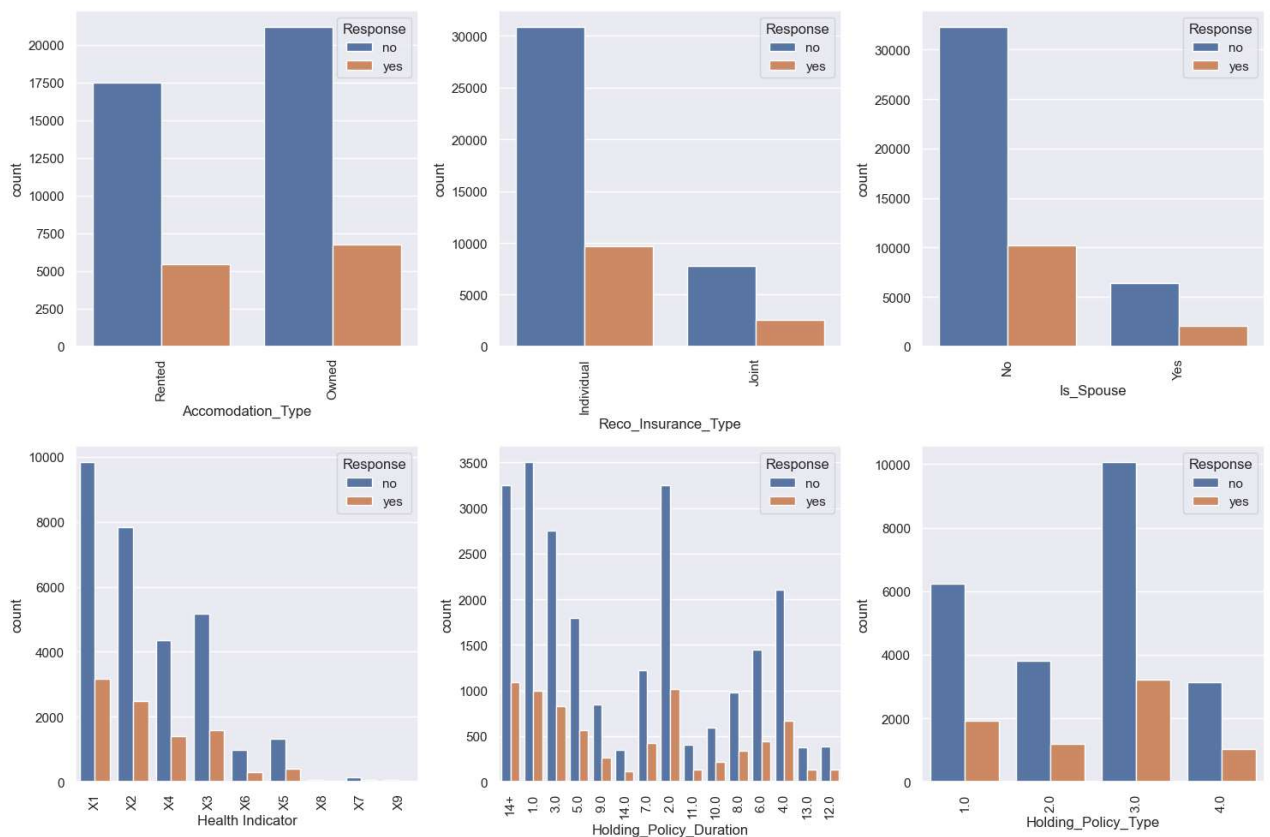 Response
no
yes
20000
17500
15000
12500
10000
7500
5000
2500
0
count
Rented
Owned
Accomodation_Type
Response
no
yes
30000
25000
20000
15000
10000
5000
0
count
Individual
Joint
Reco_Insurance_Type
Response
no
yes
30000
25000
20000
15000
10000
5000
0
count
No
Yes
Is_Spouse
Response
no
yes
10000
8000
6000
4000
2000
0
count
X1 X2 X4 X3 X6 X5 X8 X7 X9
Health Indicator
Response
no
yes
3500
3000
2500
2000
1500
1000
500
0
count
14+ 1.0 3.0 5.0 9.0 14.0 7.0 2.0 11.0 10.0 8.0 6.0 4.0 13.0 12.0
Holding_Policy_Duration
Response
no
yes
10000
8000
6000
4000
2000
0
count
1.0 2.0 3.0 4.0
Holding_Policy_Type